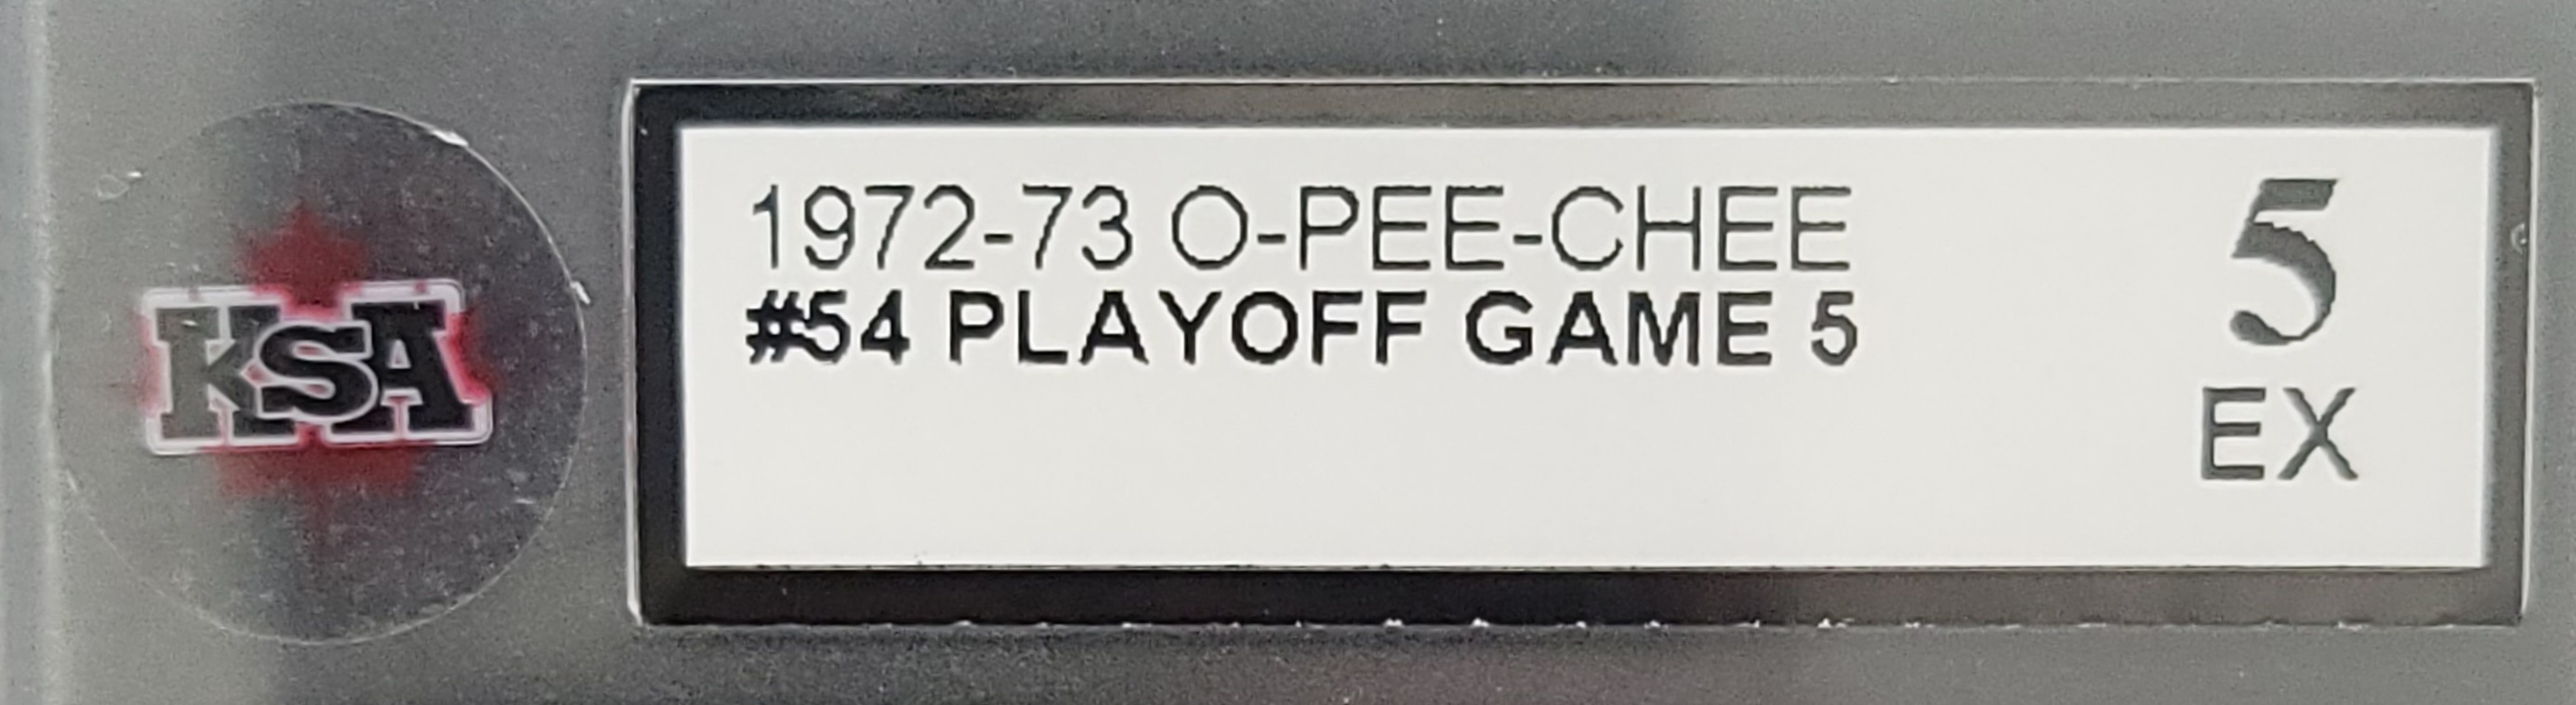 KSA
1972-73 O-PEE-CHEE
#54 PLAYOFF GAME 5
5
EX